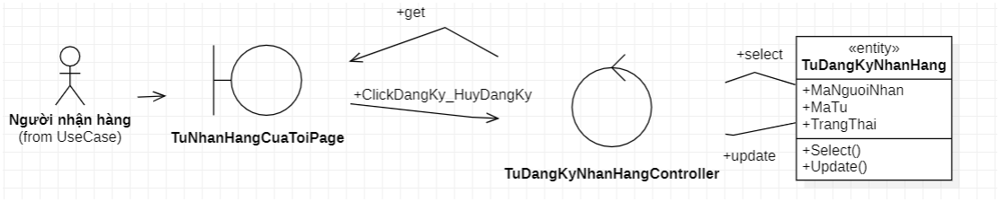 +get
+select
«entity»
TuDangKyNhanHang
+MaNguoiNhan
+MaTu
+TrangThai
+Select()
+Update()
+ClickDangKy_HuyDangKy
Người nhận hàng
(from UseCase)
TuNhanHangCuaToiPage
+update
TuDangKyNhanHangController